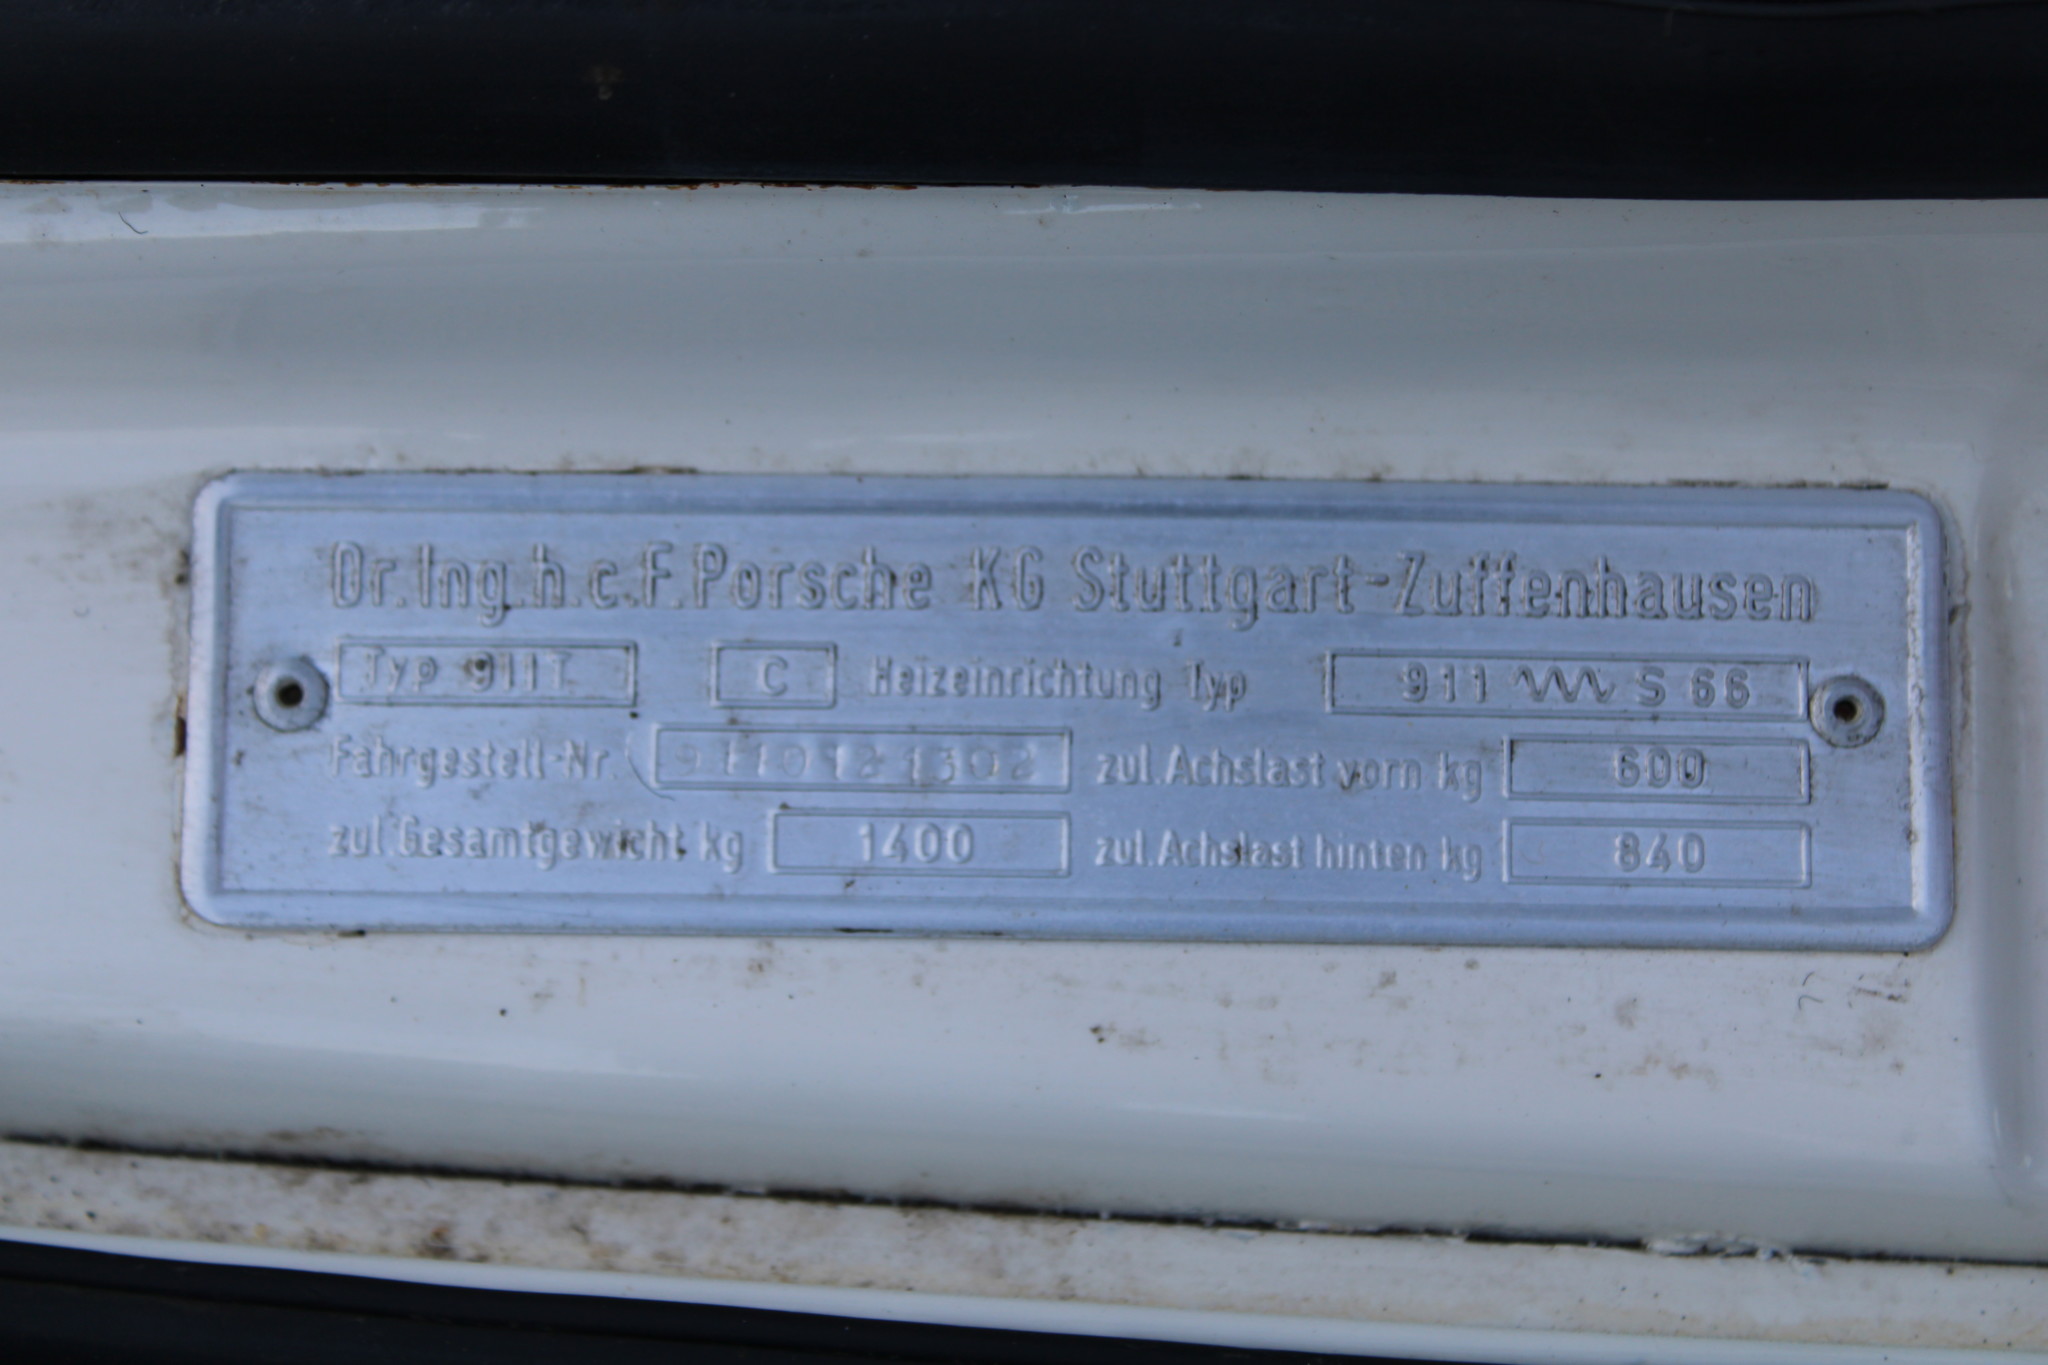 Dr. Ing. h. c. F. Porsche KG Stuttgart-Zuffenhausen
Typ 911T C Heizeinrichtung Typ 911 S 66
Fahrgestell-Nr. zul. Achslast vorn kg 600
zul. Gesamtgewicht kg 1400 zul. Achslast hinten kg 840